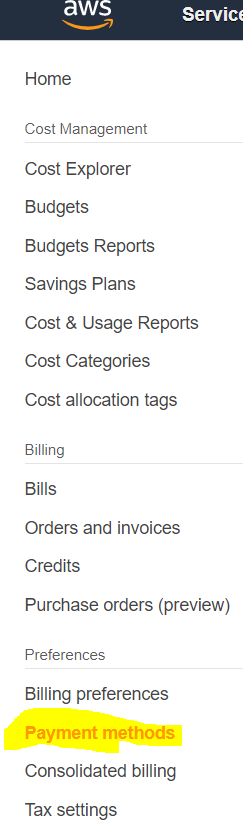 aws
Home
Cost Management
Cost Explorer
Budgets
Budgets Reports
Savings Plans
Cost & Usage Reports
Cost Categories
Cost allocation tags
Billing
Bills
Orders and invoices
Credits
Purchase orders (preview)
Preferences
Billing preferences
Payment methods
Consolidated billing
Tax settings